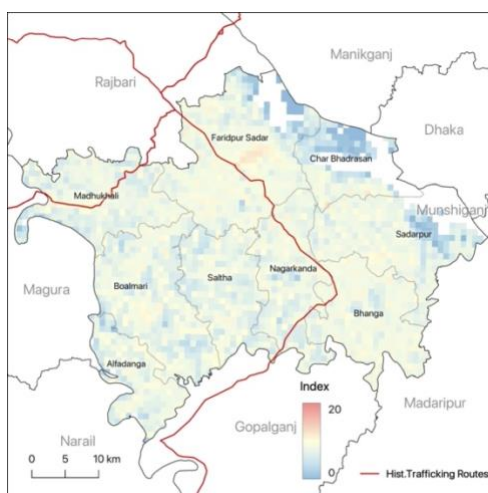 Manikganj
Rajbari
Dhaka
Faridpur Sadar
Char Bhadrasan
Madhukhali
Munshiganj
Sadarpur
Magura
Boalmari
Saltha
Nagarkanda
Bhanga
Alfadanga
Index
20
0
Madaripur
Gopalganj
Narail
0 5 10 km
Hist.Trafficking Routes